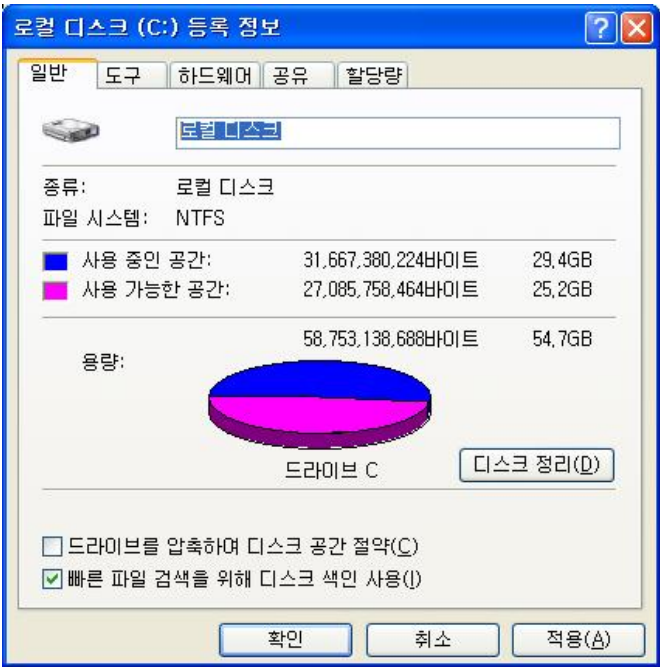 로컬 디스크 (C:) 등록 정보
일반 도구 하드웨어 공유 할당량
로컬 디스크
종류: 로컬 디스크
파일 시스템: NTFS
사용 중인 공간: 31,667,380,224바이트 29,4GB
사용 가능한 공간: 27,085,758,464바이트 25,2GB
58,753,138,688바이트 54,7GB
용량:
드라이브 C
디스크 정리(D)
드라이브를 압축하여 디스크 공간 절약(C)
빠른 파일 검색을 위해 디스크 색인 사용(I)
확인 취소 적용(A)